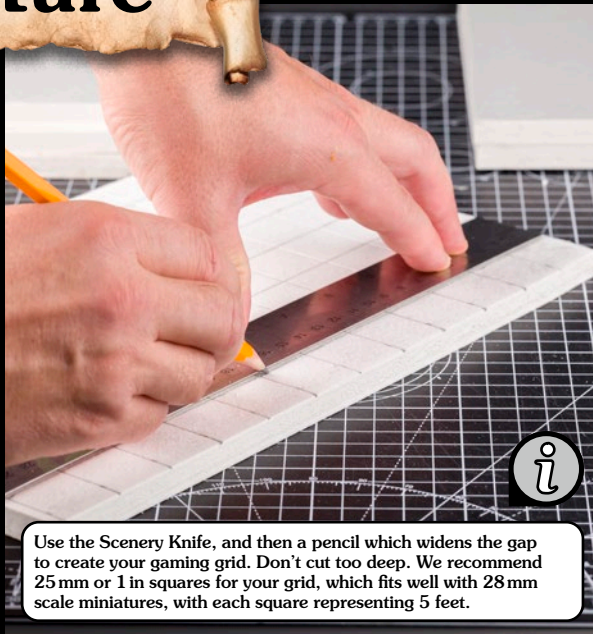 Use the Scenery Knife, and then a pencil which widens the gap
to create your gaming grid. Don't cut too deep. We recommend
25 mm or 1 in squares for your grid, which fits well with 28 mm
scale miniatures, with each square representing 5 feet.